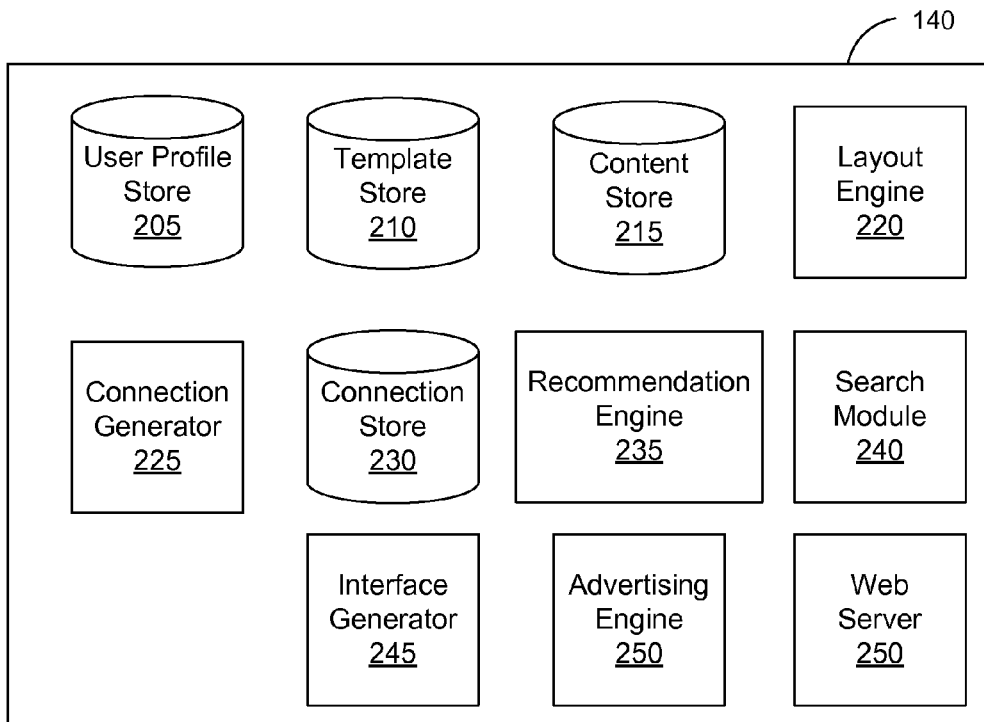 140
User Profile
Store
205
Template
Store
210
Content
Store
215
Layout
Engine
220
Connection
Generator
225
Connection
Store
230
Recommendation
Engine
235
Search
Module
240
Interface
Generator
245
Advertising
Engine
250
Web
Server
250